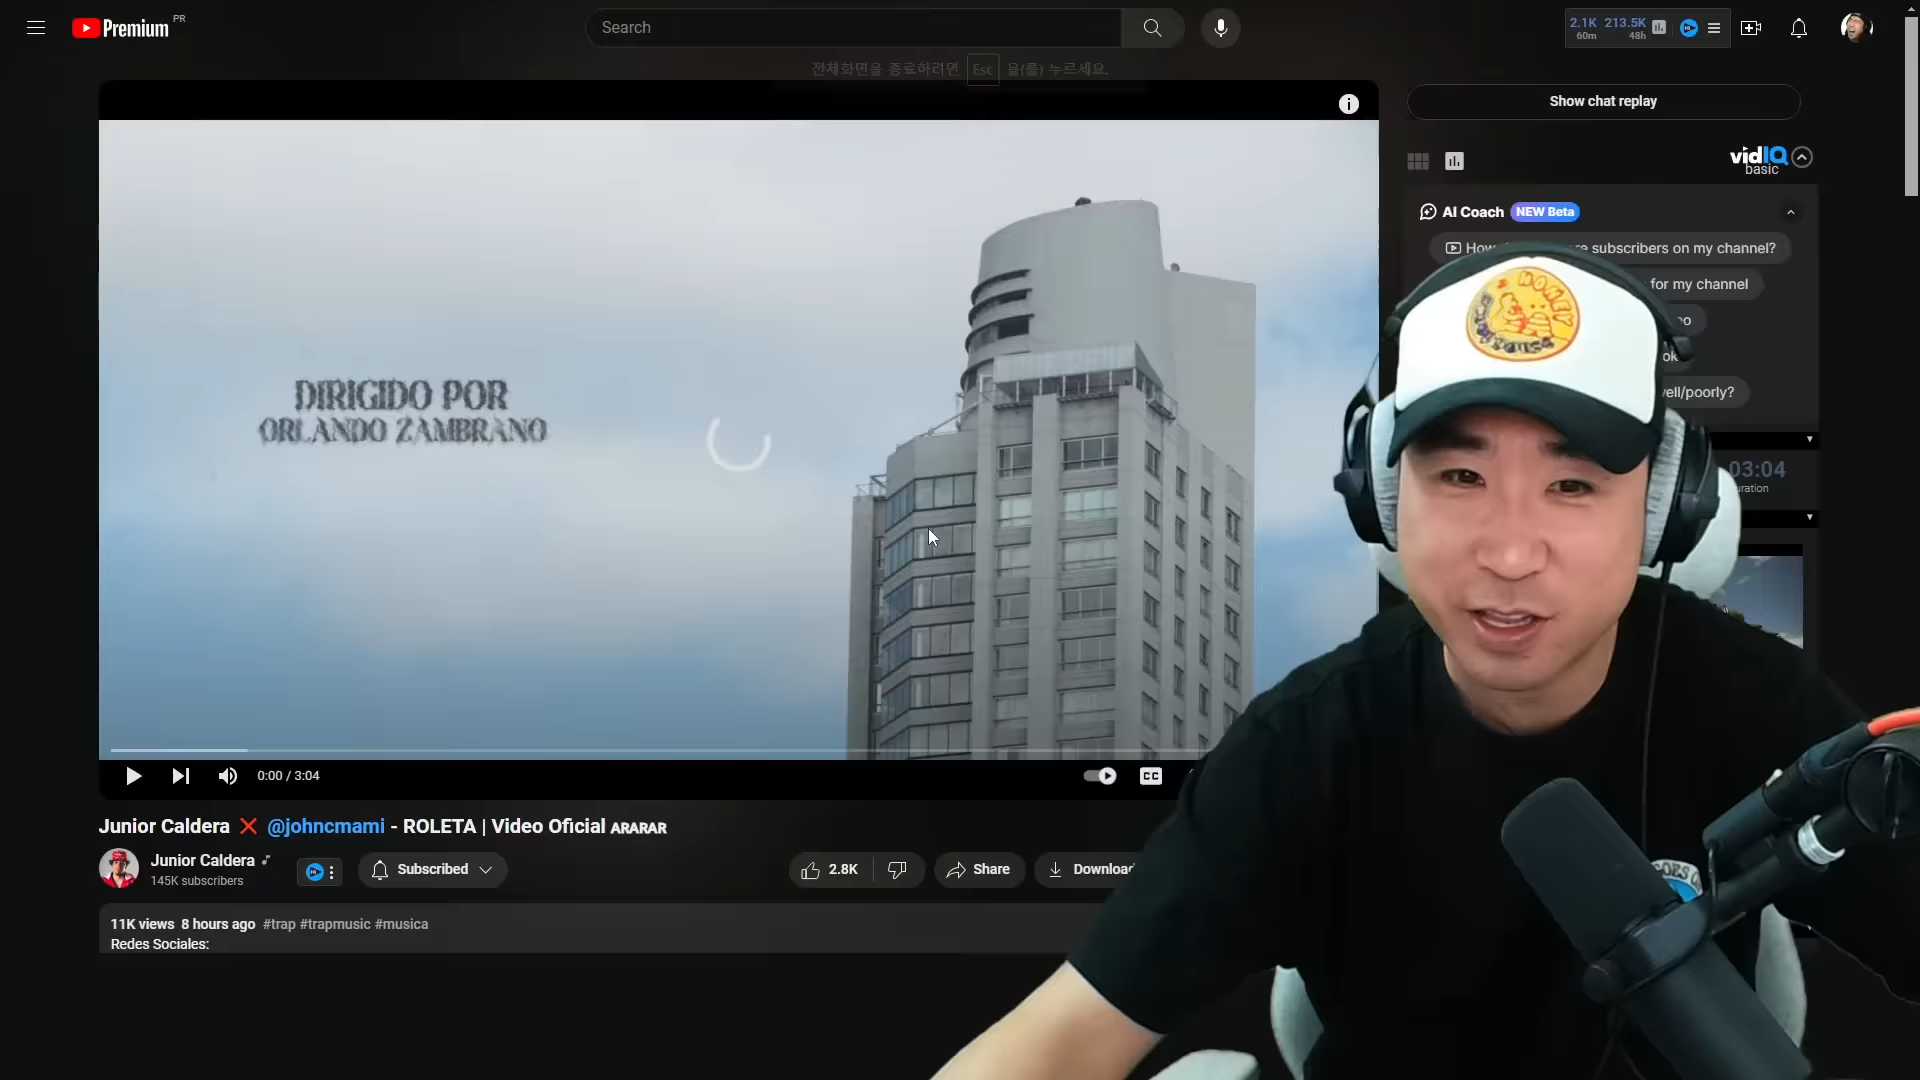 Premium PR
Search
2.1K 213.5K
60m 48h
전체화면을 종료하려면 Esc 을(를) 누르세요.
Show chat replay
vidIQ
basic
AI Coach NEW Beta
subscribers on my channel?
for my channel
HONEY
DIRIGIDO POR
ORLANDO ZAMBRANO
ell/poorly?
03:04
0:00 / 3:04
CC
Junior Caldera ❌ @johncmami - ROLETA | Video Oficial ARARAR
Junior Caldera
145K subscribers
Subscribed
2.8K
Share
Download
11K views 8 hours ago #trap #trapmusic #musica
Redes Sociales: